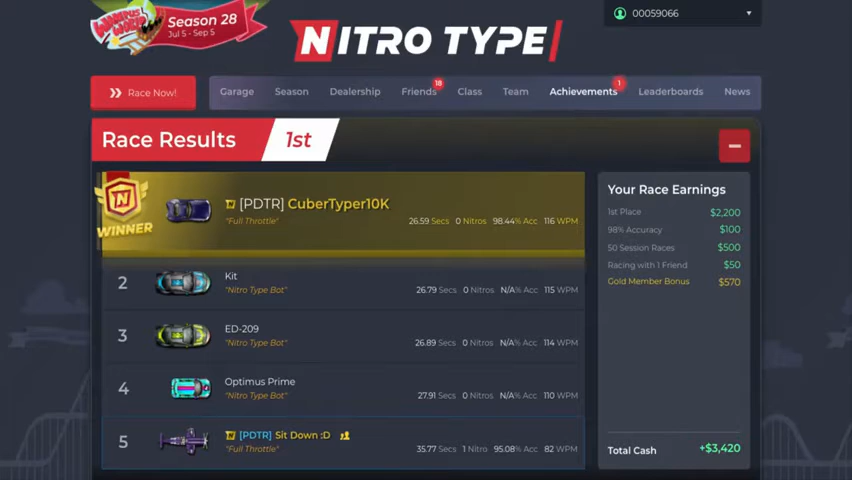 Season 28
Jul 5 - Sep 5
NITRO TYPE
00059066
Race Now!
Garage
Season
Dealership
Friends
18
Class
Team
Achievements
1
Leaderboards
News
Race Results
1st
N
WINNER
[PDTR] CuberTyper10K
"Full Throttle"
26.59 Secs 0 Nitros 98.44% Acc 116 WPM
2
Kit
"Nitro Type Bot"
26.79 Secs 0 Nitros N/A% Acc 115 WPM
3
ED-209
"Nitro Type Bot"
26.89 Secs 0 Nitros N/A% Acc 114 WPM
4
Optimus Prime
"Nitro Type Bot"
27.91 Secs 0 Nitros N/A% Acc 110 WPM
5
[PDTR] Sit Down :D
"Full Throttle"
35.77 Secs 1 Nitro 95.08% Acc 82 WPM
Your Race Earnings
1st Place $2,200
98% Accuracy $100
50 Session Races $500
Racing with 1 Friend $50
Gold Member Bonus $570
Total Cash +$3,420